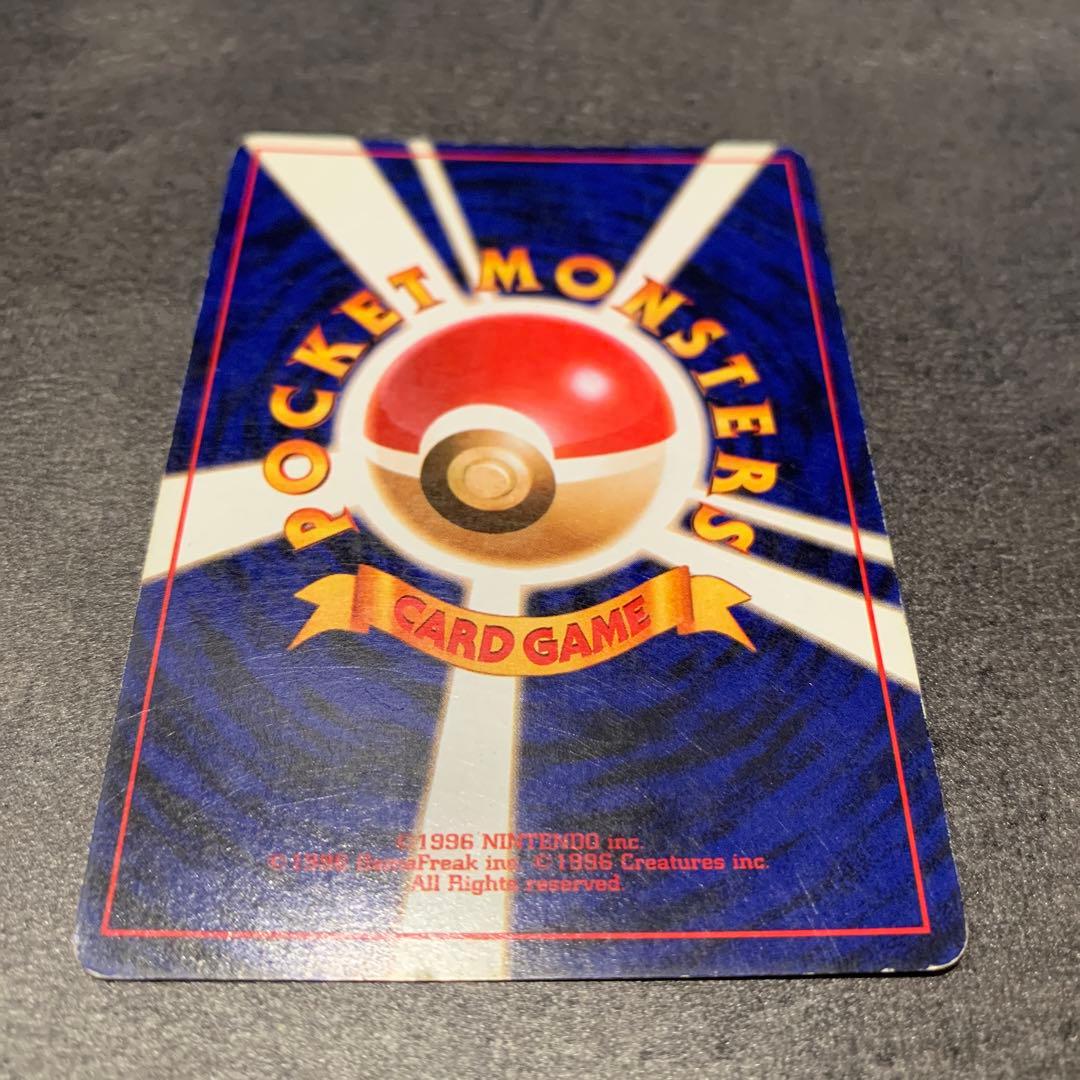 POCKET MONSTERS
CARD GAME
©1996 NINTENDO inc.
©1996 GameFreak inc. ©1996 Creatures inc.
All Rights reserved.